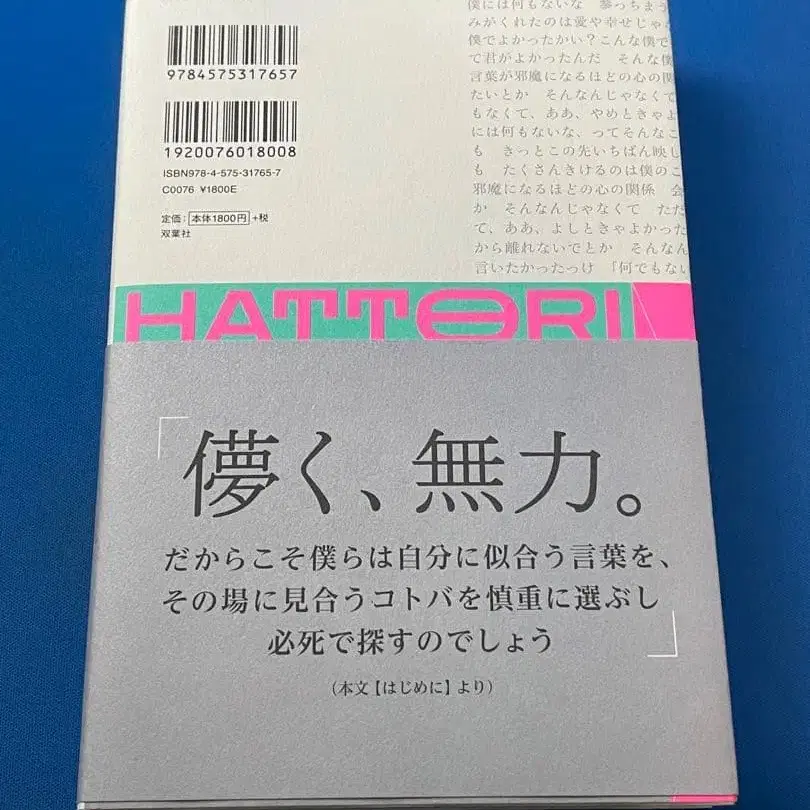 9784575317657
1920076018008
ISBN978-4-575-31765-7
C0076 ¥1800E
定価：本体1800円+税
双葉社
僕には何もないな 参っちまう
みがくれたのは愛や幸せじゃ
僕でよかったかい？こんな僕で
て君がよかったんだ そんな僕
言葉が邪魔になるほどの心の関
たいとか そんなんじゃなくて
もなくて、ああ、やめときゃよ
には何もないな、ってそんなこ
も きっとこの先いちばん映し
も たくさんきけるのは僕のこ
邪魔になるほどの心の関係 会
か そんなんじゃなくて ただ
て、ああ、よしときゃよかった
から離れないでとか そんなん
言いたかったっけ 「何でもない
HATTORI
「儚く、無力。
だからこそ僕らは自分に似合う言葉を、
その場に見合うコトバを慎重に選ぶし
必死で探すのでしょう」
（本文【はじめに】より）